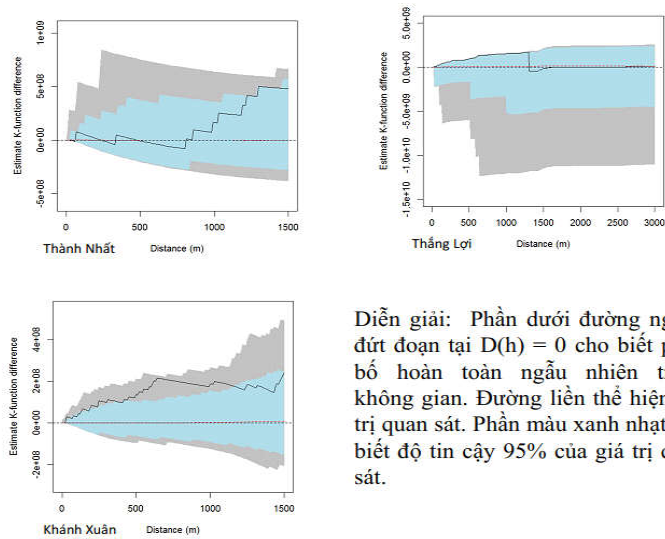 1e+09
5e+08
0e+00
-5e+08
Estimate K-function difference
0 500 1000 1500
Thành Nhất Distance (m)
5.0e+09
0.0e+00
-5.0e+09
-1.0e+10
-1.5e+10
Estimate K-function difference
0 500 1000 1500 2000 2500 3000
Thắng Lợi Distance (m)
4e+08
2e+08
0e+00
-2e+08
Estimate K-function difference
0 500 1000 1500
Khánh Xuân Distance (m)
Diễn giải: Phần dưới đường ng
đứt đoạn tại D(h) = 0 cho biết p
bố hoàn toàn ngẫu nhiên
không gian. Đường liền thể hiện
trị quan sát. Phần màu xanh nhạt
biết độ tin cậy 95% của giá trị
sát.